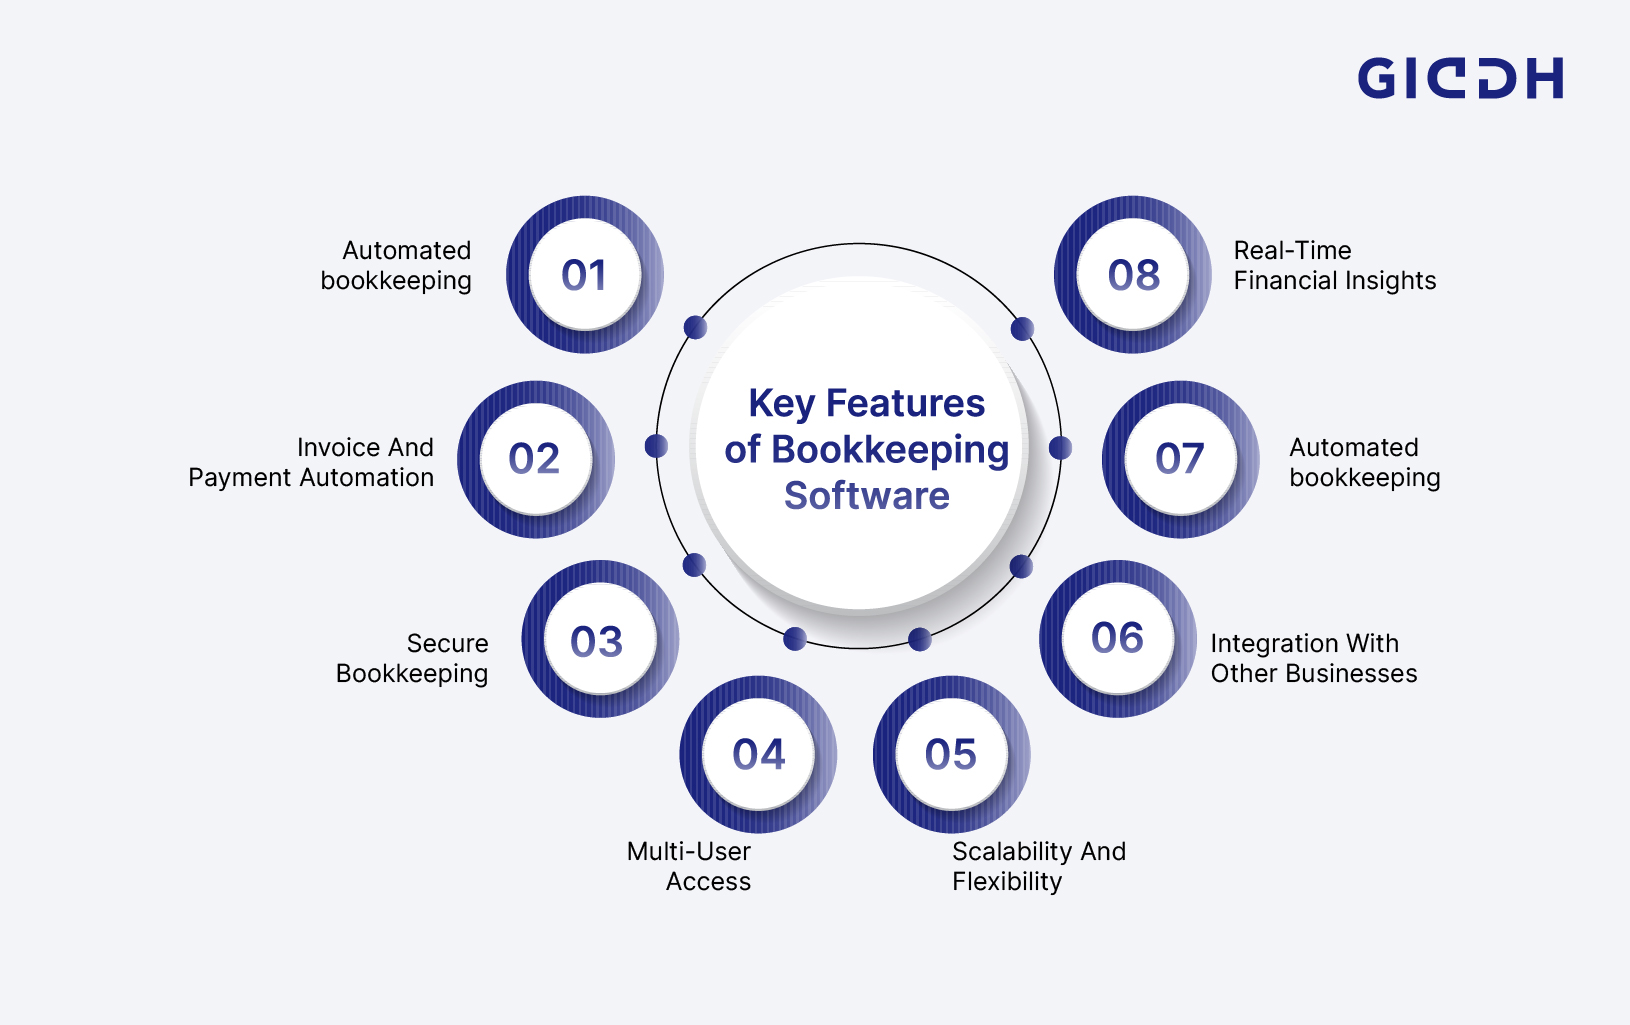 GIDDH
Key Features
of Bookkeeping
Software
01
Automated
bookkeeping
02
Invoice And
Payment Automation
03
Secure
Bookkeeping
04
Multi-User
Access
05
Scalability And
Flexibility
06
Integration With
Other Businesses
07
Automated
bookkeeping
08
Real-Time
Financial Insights